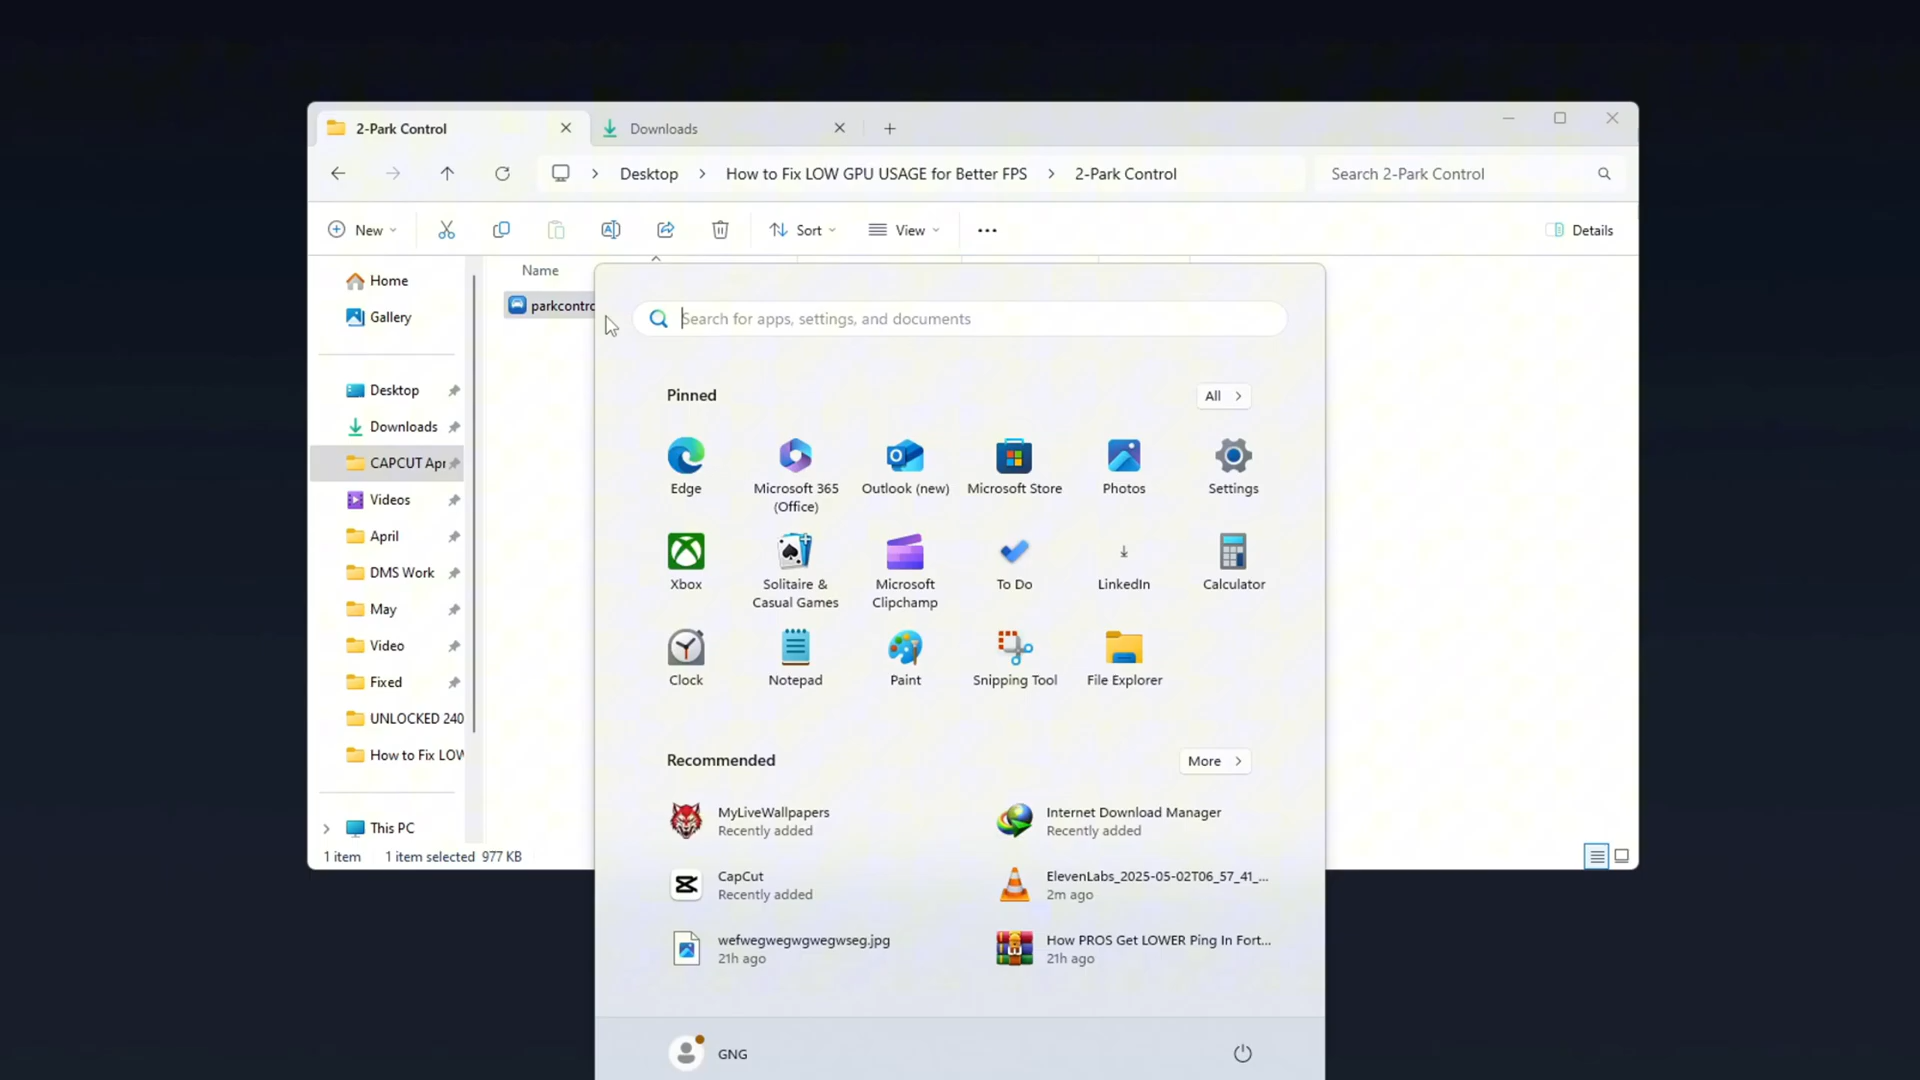 2-Park Control
Downloads
Desktop
How to Fix LOW GPU USAGE for Better FPS
2-Park Control
Search 2-Park Control
New
Sort
View
Details
Home
Gallery
Desktop
Downloads
CAPCUT Apr
Videos
April
DMS Work
May
Video
Fixed
UNLOCKED 240
How to Fix LOW
This PC
1 item
1 item selected 977 KB
Name
parkcontro
Search for apps, settings, and documents
Pinned
All
Edge
Microsoft 365
(Office)
Outlook (new)
Microsoft Store
Photos
Settings
Xbox
Solitaire &
Casual Games
Microsoft
Clipchamp
To Do
LinkedIn
Calculator
Clock
Notepad
Paint
Snipping Tool
File Explorer
Recommended
More
MyLiveWallpapers
Recently added
Internet Download Manager
Recently added
CapCut
Recently added
ElevenLabs_2025-05-02T06_57_41_...
2m ago
wefwegwegwgwegwseg.jpg
21h ago
How PROS Get LOWER Ping In Fort...
21h ago
GNG